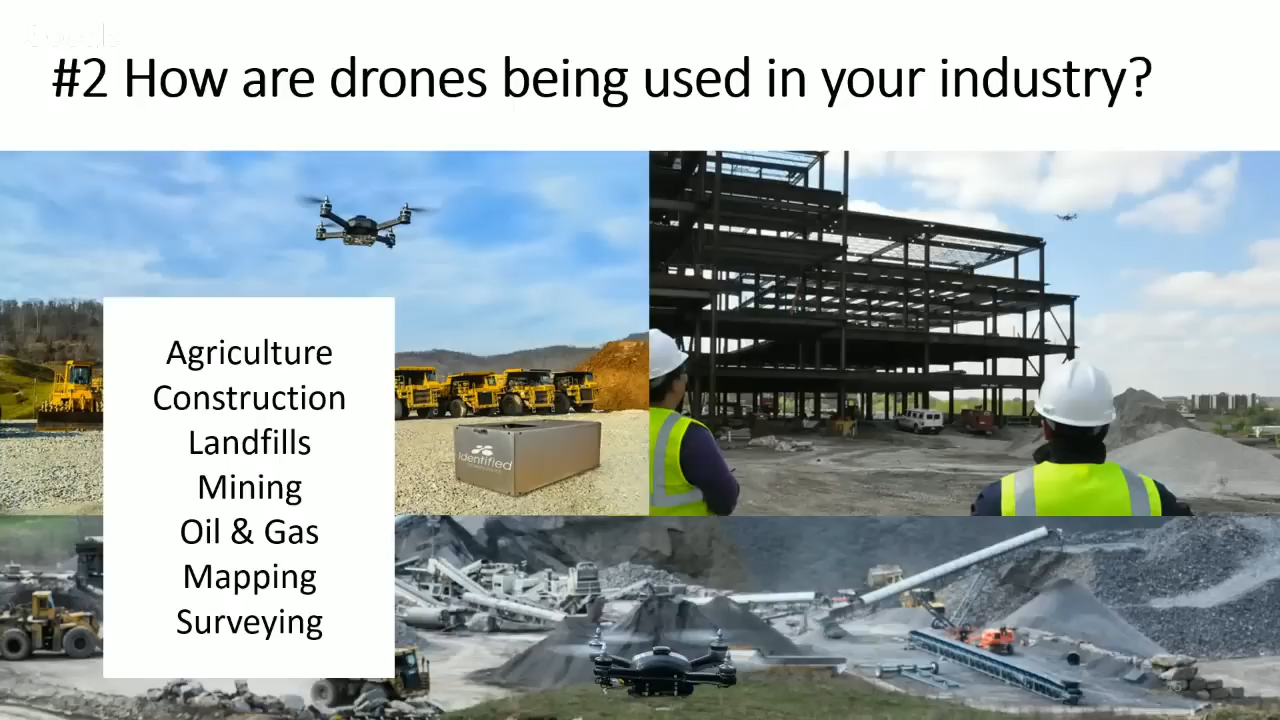 #2 How are drones being used in your industry?
Agriculture
Construction
Landfills
Mining
Oil & Gas
Mapping
Surveying
identified